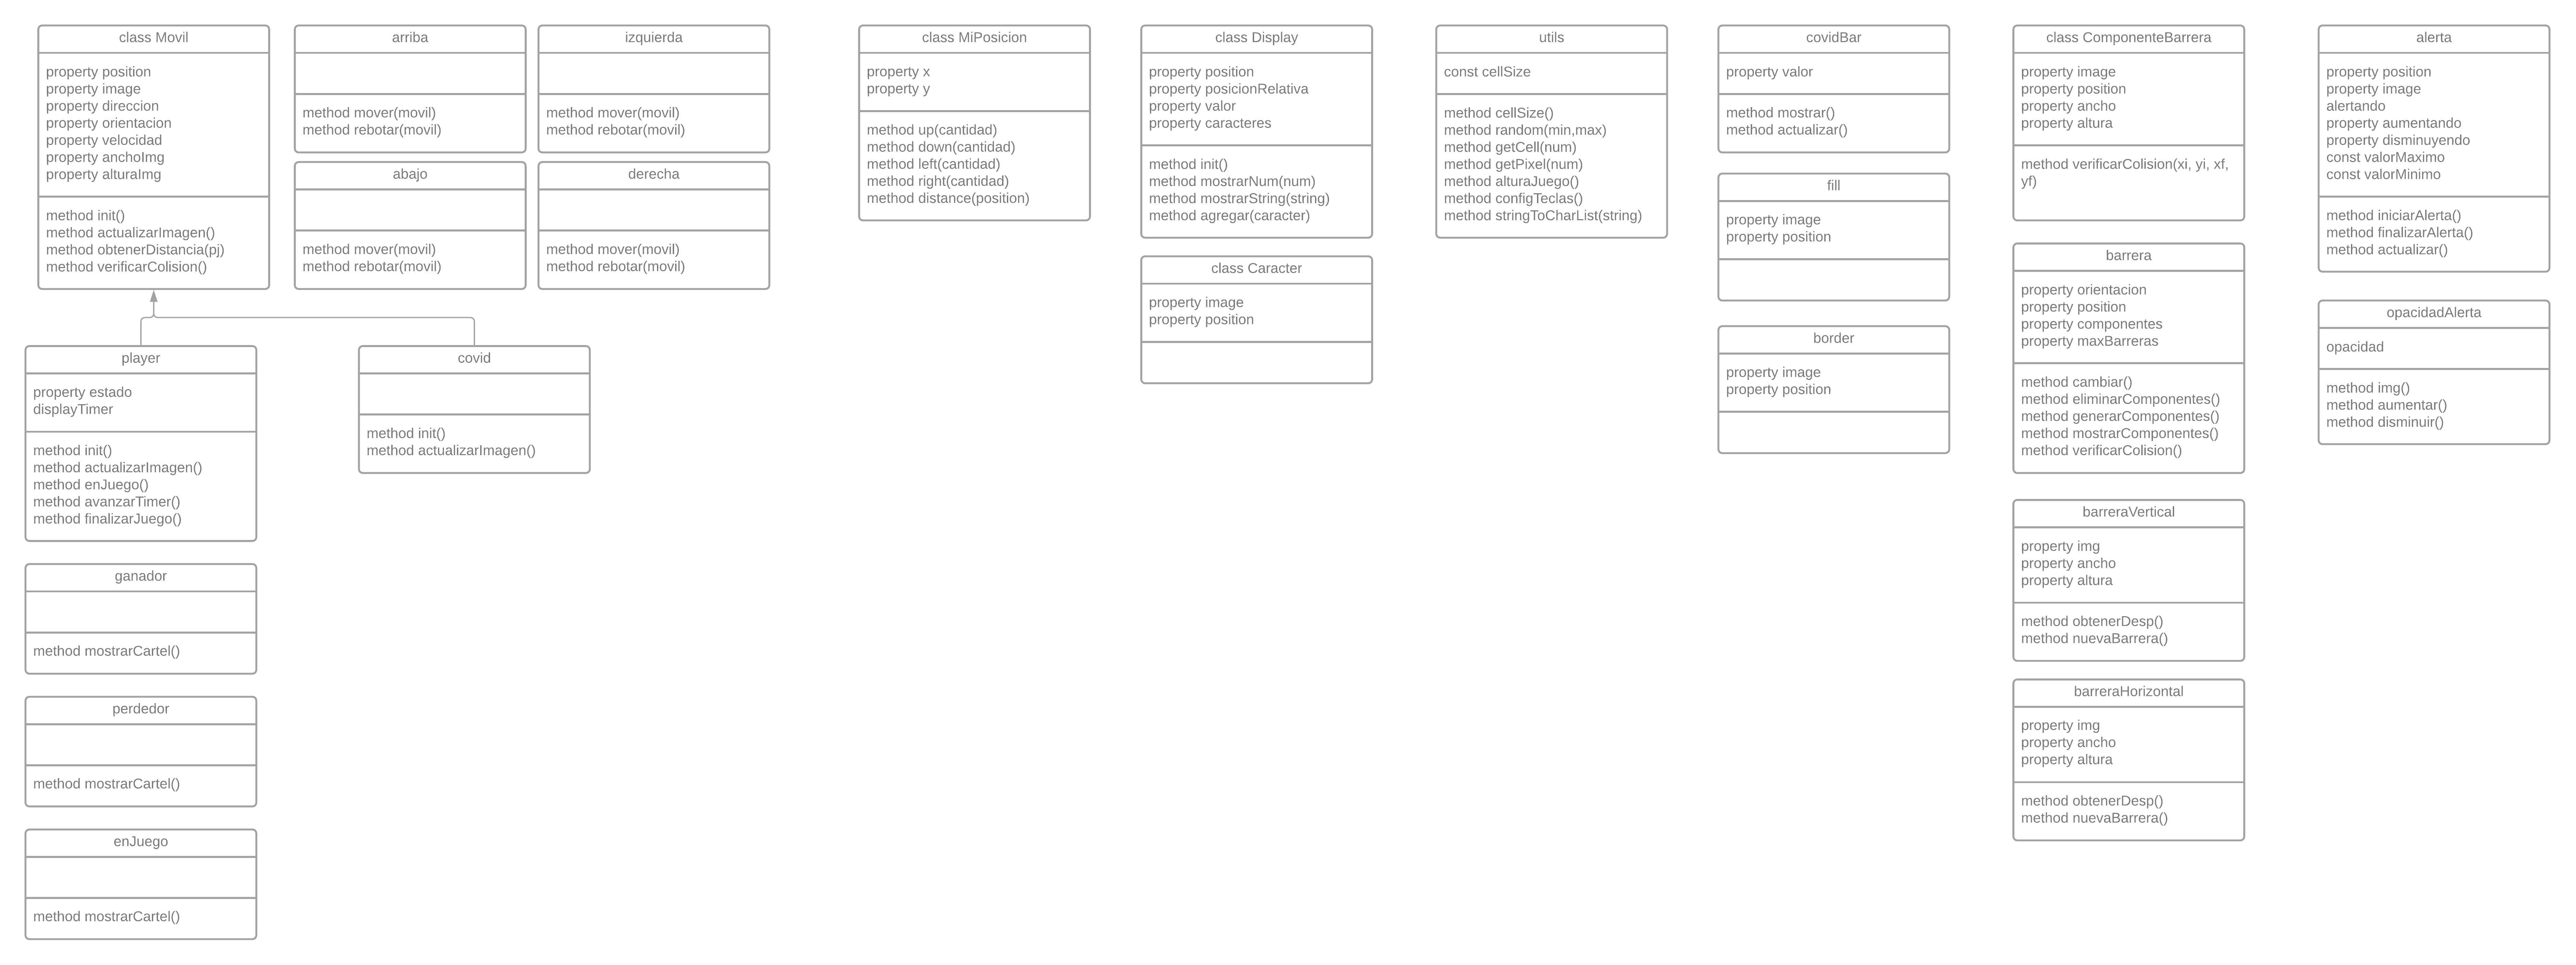 class Movil
property position
property image
property direccion
property orientacion
property velocidad
property anchoImg
property alturaImg
method init()
method actualizarImagen()
method obtenerDistancia(pj)
method verificarColision()
arriba
method mover(movil)
method rebotar(movil)
izquierda
method mover(movil)
method rebotar(movil)
abajo
method mover(movil)
method rebotar(movil)
derecha
method mover(movil)
method rebotar(movil)
player
property estado
displayTimer
method init()
method actualizarImagen()
method enJuego()
method avanzarTimer()
method finalizarJuego()
covid
method init()
method actualizarImagen()
ganador
method mostrarCartel()
perdedor
method mostrarCartel()
enJuego
method mostrarCartel()
class MiPosicion
property x
property y
method up(cantidad)
method down(cantidad)
method left(cantidad)
method right(cantidad)
method distance(position)
class Display
property position
property posicionRelativa
property valor
property caracteres
method init()
method mostrarNum(num)
method mostrarString(string)
method agregar(caracter)
class Caracter
property image
property position
utils
const cellSize
method cellSize()
method random(min,max)
method getCell(num)
method getPixel(num)
method alturaJuego()
method configTeclas()
method stringToCharList(string)
covidBar
property valor
method mostrar()
method actualizar()
fill
property image
property position
border
property image
property position
class ComponenteBarrera
property image
property position
property ancho
property altura
method verificarColision(xi, yi, xf,
yf)
barrera
property orientacion
property position
property componentes
property maxBarreras
method cambiar()
method eliminarComponentes()
method generarComponentes()
method mostrarComponentes()
method verificarColision()
barreraVertical
property img
property ancho
property altura
method obtenerDesp()
method nuevaBarrera()
barreraHorizontal
property img
property ancho
property altura
method obtenerDesp()
method nuevaBarrera()
alerta
property position
property image
alertando
property aumentando
property disminuyendo
const valorMaximo
const valorMinimo
method iniciarAlerta()
method finalizarAlerta()
method actualizar()
opacidadAlerta
opacidad
method img()
method aumentar()
method disminuir()